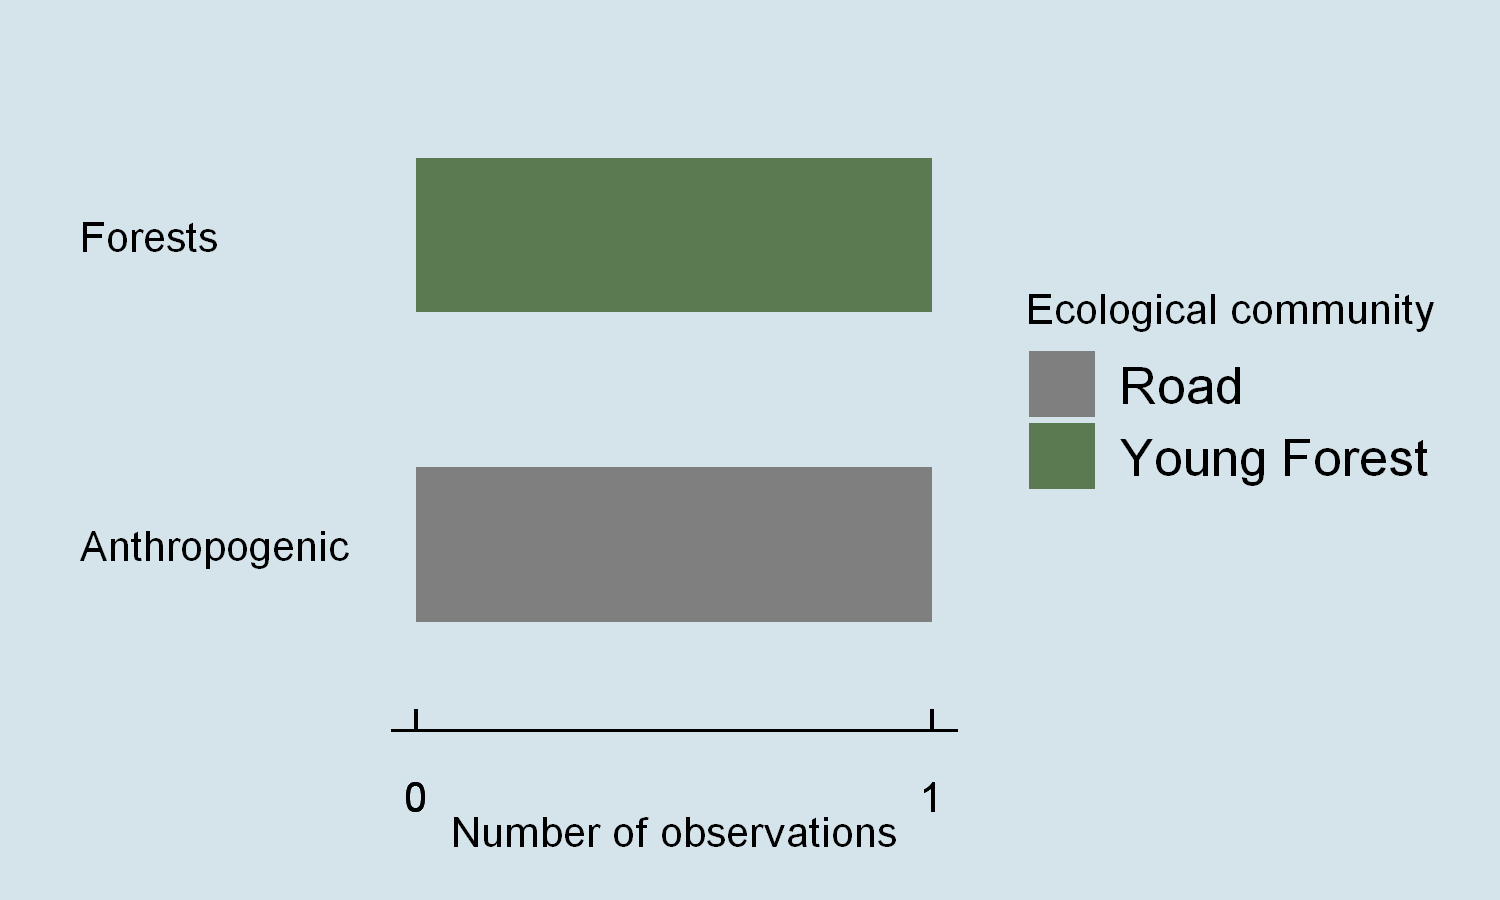 Forests
Anthropogenic
0
1
Number of observations
Ecological community
Road
Young Forest